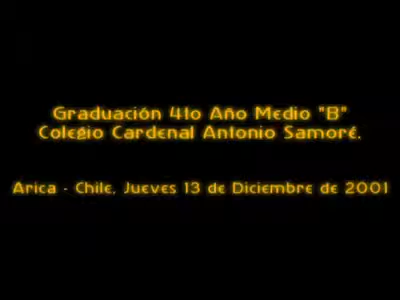 Graduación 4to Año Medio "B"
Colegio Cardenal Antonio Samoré.
Arica - Chile, Jueves 13 de Diciembre de 2001